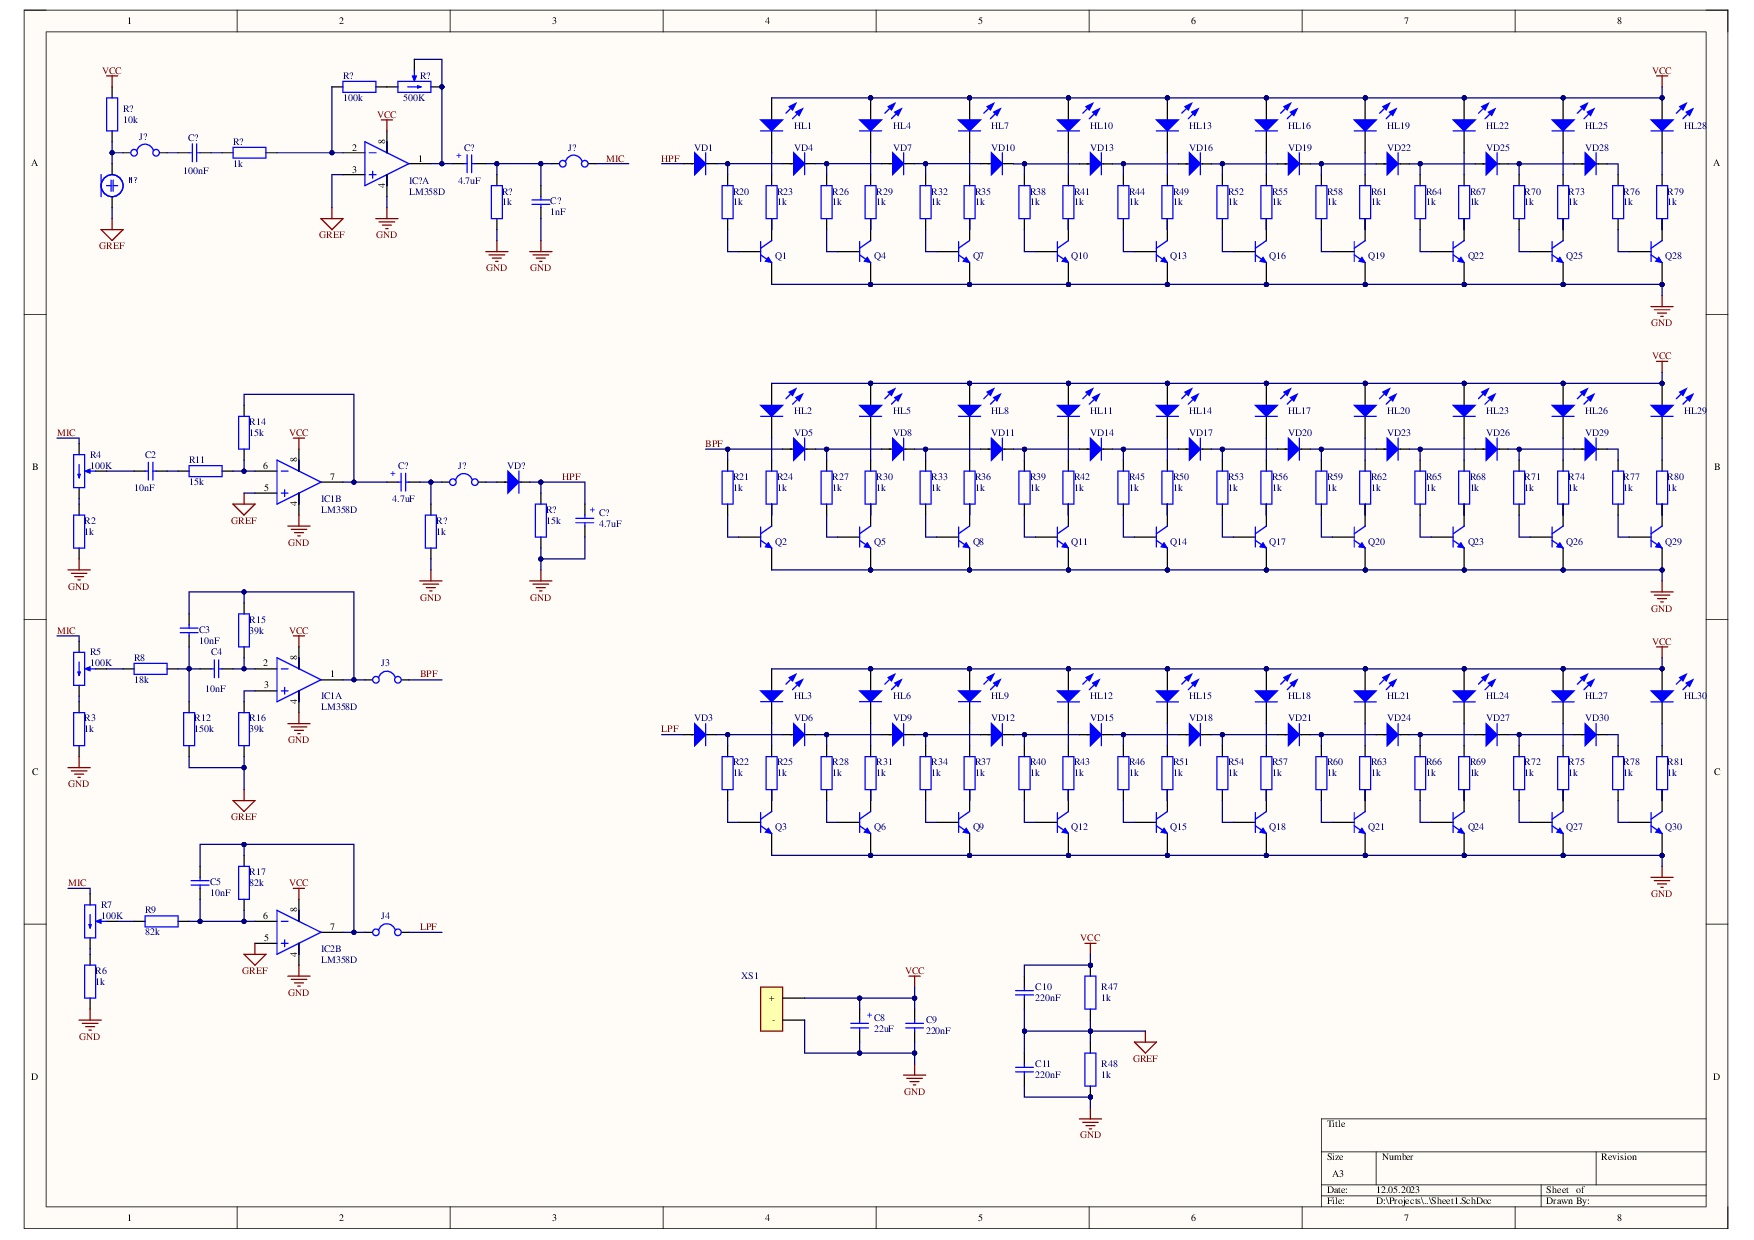 1 2 3 4 5 6 7 8
A A
B B
C C
D D
VCC
R?
10k
J?
C?
100nF
R?
1k
GREF
R?
100k
R?
500K
VCC
8
2
3
1
4
IC?A
LM358D
GREF
GND
C?
+
4.7uF
R?
1k
GND
C?
1nF
GND
J?
MIC
HPF
VCC
HL1 HL4 HL7 HL10 HL13 HL16 HL19 HL22 HL25 HL28
VD1 VD4 VD7 VD10 VD13 VD16 VD19 VD22 VD25 VD28
R20 R23 R26 R29 R32 R35 R38 R41 R44 R49 R52 R55 R58 R61 R64 R67 R70 R73 R76 R79
1k 1k 1k 1k 1k 1k 1k 1k 1k 1k 1k 1k 1k 1k 1k 1k 1k 1k 1k 1k
Q1 Q4 Q7 Q10 Q13 Q16 Q19 Q22 Q25 Q28
GND
MIC
R4
100K
R2
1k
GND
C2
10nF
R11
15k
R14
15k
VCC
8
6
5
7
4
GREF
GND
IC1B
LM358D
C?
+
4.7uF
R?
1k
GND
J?
VD?
HPF
R?
15k
+ C?
4.7uF
GND
BPF
VCC
HL2 HL5 HL8 HL11 HL14 HL17 HL20 HL23 HL26 HL29
VD5 VD8 VD11 VD14 VD17 VD20 VD23 VD26 VD29
R21 R24 R27 R30 R33 R36 R39 R42 R45 R50 R53 R56 R59 R62 R65 R68 R71 R74 R77 R80
1k 1k 1k 1k 1k 1k 1k 1k 1k 1k 1k 1k 1k 1k 1k 1k 1k 1k 1k 1k
Q2 Q5 Q8 Q11 Q14 Q17 Q20 Q23 Q26 Q29
GND
MIC
R5
100K
R3
1k
GND
R8
18k
C3
10nF
C4
10nF
R15
39k
R12
150k
R16
39k
GREF
VCC
8
2
3
1
4
GND
IC1A
LM358D
J3
BPF
LPF
VCC
HL3 HL6 HL9 HL12 HL15 HL18 HL21 HL24 HL27 HL30
VD3 VD6 VD9 VD12 VD15 VD18 VD21 VD24 VD27 VD30
R22 R25 R28 R31 R34 R37 R40 R43 R46 R51 R54 R57 R60 R63 R66 R69 R72 R75 R78 R81
1k 1k 1k 1k 1k 1k 1k 1k 1k 1k 1k 1k 1k 1k 1k 1k 1k 1k 1k 1k
Q3 Q6 Q9 Q12 Q15 Q18 Q21 Q24 Q27 Q30
GND
MIC
R7
100K
R6
1k
GND
R9
82k
C5
10nF
R17
82k
VCC
8
6
5
7
4
GREF
GND
IC2B
LM358D
J4
LPF
XS1
+
-
VCC
+ C8
22uF
C9
220nF
GND
VCC
C10
220nF
R47
1k
GREF
C11
220nF
R48
1k
GND
Title
Size Number Revision
A3
Date: 12.05.2023 Sheet of
File: D:\Projects\..\Sheet1.SchDoc Drawn By:
1 2 3 4 5 6 7 8